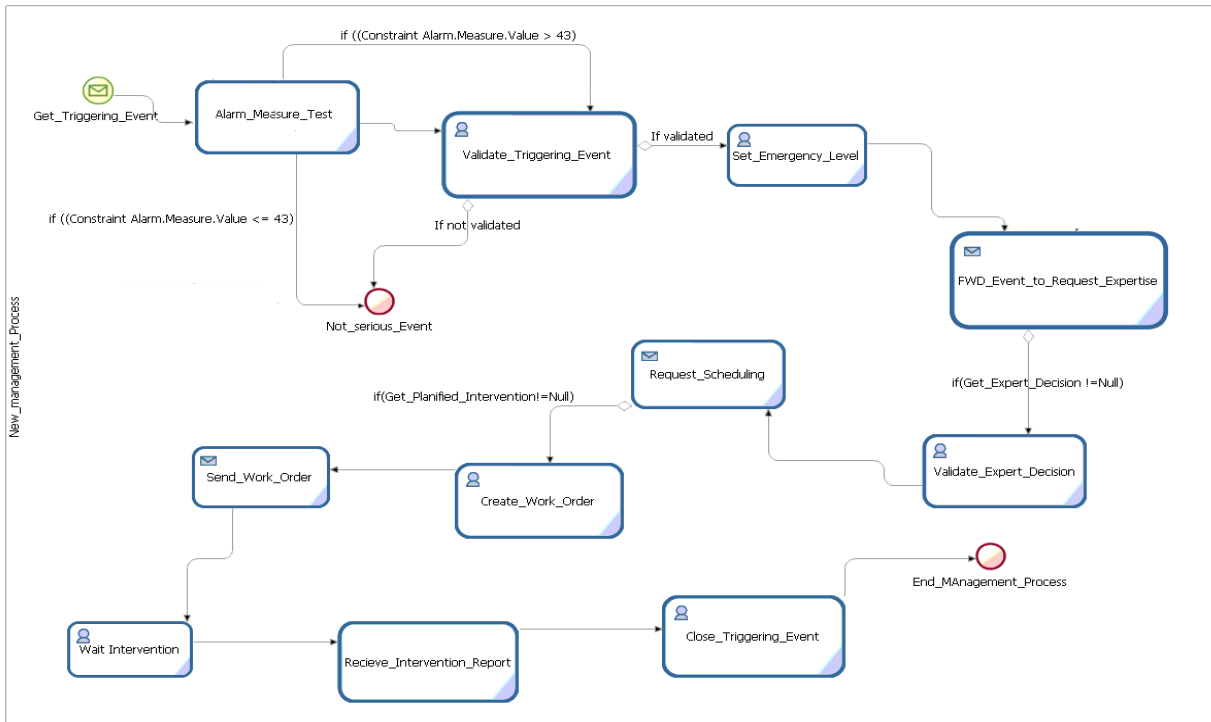 if ((Constraint Alarm.Measure.Value > 43)
Get_Triggering_Event
Alarm_Measure_Test
Validate_Triggering_Event
If validated
Set_Emergency_Level
if ((Constraint Alarm.Measure.Value <= 43)
If not validated
Not_serious_Event
FWD_Event_to_Request_Expertise
New_management_Process
Request_Scheduling
if(Get_Expert_Decision !=Null)
if(Get_Planified_Intervention!=Null)
Send_Work_Order
Create_Work_Order
Validate_Expert_Decision
End_MAnagement_Process
Wait Intervention
Recieve_Intervention_Report
Close_Triggering_Event